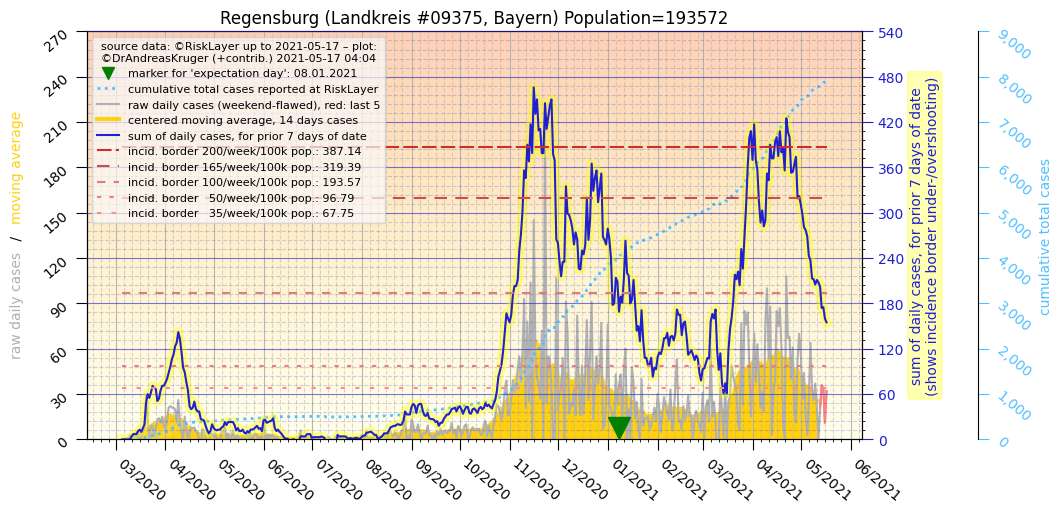 Regensburg (Landkreis #09375, Bayern) Population=193572
source data: ©RiskLayer up to 2021-05-17 – plot:
©DrAndreasKruger (+contrib.) 2021-05-17 04:04
marker for 'expectation day': 08.01.2021
cumulative total cases reported at RiskLayer
raw daily cases (weekend-flawed), red: last 5
centered moving average, 14 days cases
sum of daily cases, for prior 7 days of date
incid. border 200/week/100k pop.: 387.14
incid. border 165/week/100k pop.: 319.39
incid. border 100/week/100k pop.: 193.57
incid. border   50/week/100k pop.: 96.79
incid. border   35/week/100k pop.: 67.75
raw daily cases   /   moving average
270
240
210
180
150
120
90
60
30
0
03/2020
04/2020
05/2020
06/2020
07/2020
08/2020
09/2020
10/2020
11/2020
12/2020
01/2021
02/2021
03/2021
04/2021
05/2021
06/2021
540
480
420
360
300
240
180
120
60
0
sum of daily cases, for prior 7 days of date
(shows incidence border under-/overshooting)
9,000
8,000
7,000
6,000
5,000
4,000
3,000
2,000
1,000
0
cumulative total cases